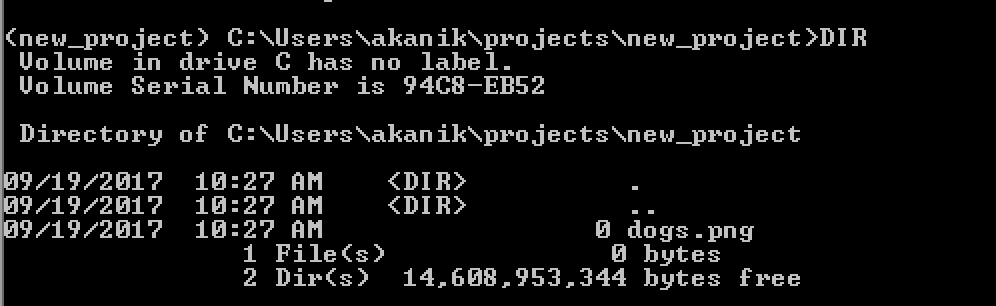 (new_project) C:\Users\akanik\projects\new_project>DIR
Volume in drive C has no label.
Volume Serial Number is 94C8-EB52
Directory of C:\Users\akanik\projects\new_project
09/19/2017  10:27 AM    <DIR>          .
09/19/2017  10:27 AM    <DIR>          ..
09/19/2017  10:27 AM                 0 dogs.png
1 File(s)              0 bytes
2 Dir(s)  14,608,953,344 bytes free